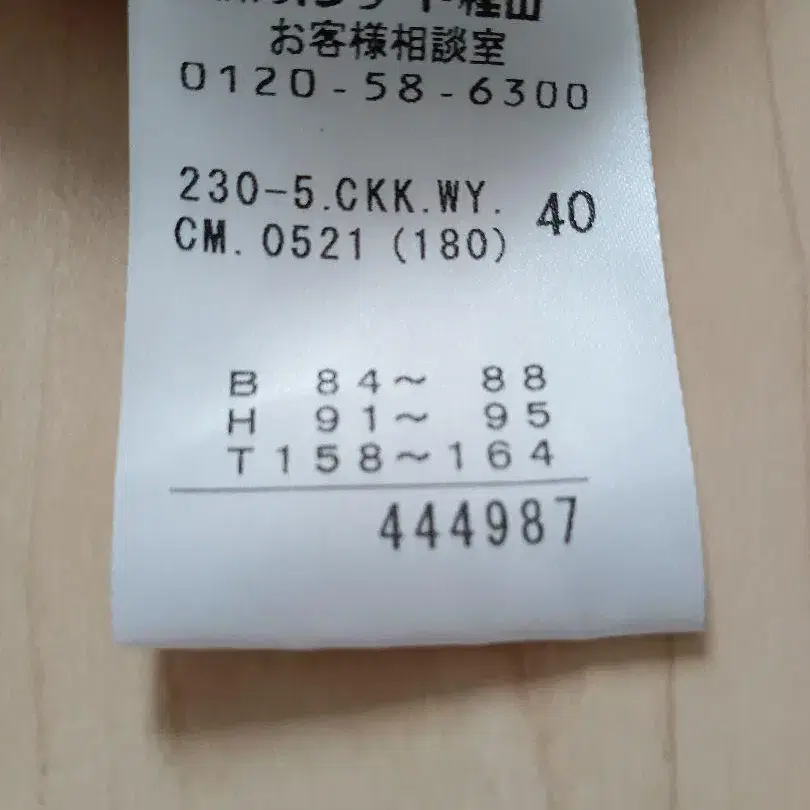 お客様相談室
0120-58-6300
230-5.CKK.WY. 40
CM.0521(180)
B 84～ 88
H 91～ 95
T158～164
444987